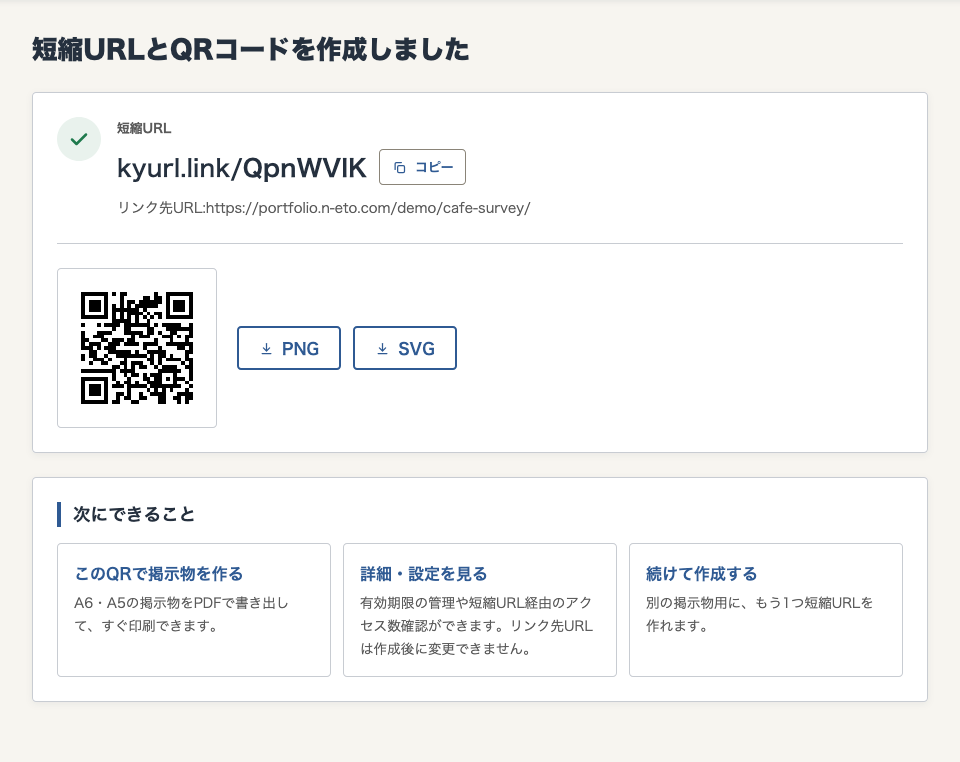 短縮URLとQRコードを作成しました
短縮URL
kyurl.link/QpnWVlK コピー
リンク先URL:https://portfolio.n-eto.com/demo/cafe-survey/
PNG SVG
次にできること
このQRで掲示物を作る
A6・A5の掲示物をPDFで書き出し
て、すぐ印刷できます。
詳細・設定を見る
有効期限の管理や短縮URL経由のアク
セス数確認ができます。リンク先URL
は作成後に変更できません。
続けて作成する
別の掲示物用に、もう1つ短縮URLを
作れます。